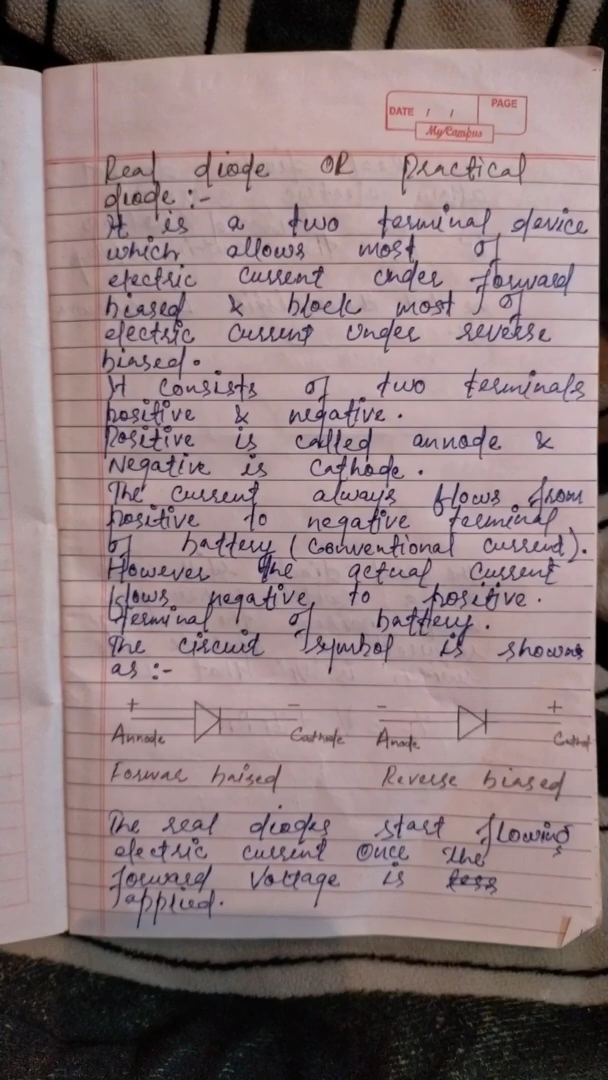 DATE / / PAGE
My Campus
Real diode OR practical
diode :-
It is a two terminal device
which allows most of
electric current under forward
biased & block most of
electric current under reverse
biased.
It consists of two terminals
positive & negative.
Positive is called annode &
Negative is cathode.
The current always flows from
positive to negative terminal
of battery (conventional current).
However the actual current
flows negative to positive.
terminal of battery.
The circuit symbol is shown
as :-
+ - - +
Annode Cathode Anode Cathod
Forwar baised Reverse biased
The real diodes start flowing
electric current once the
forward voltage is less
applied.